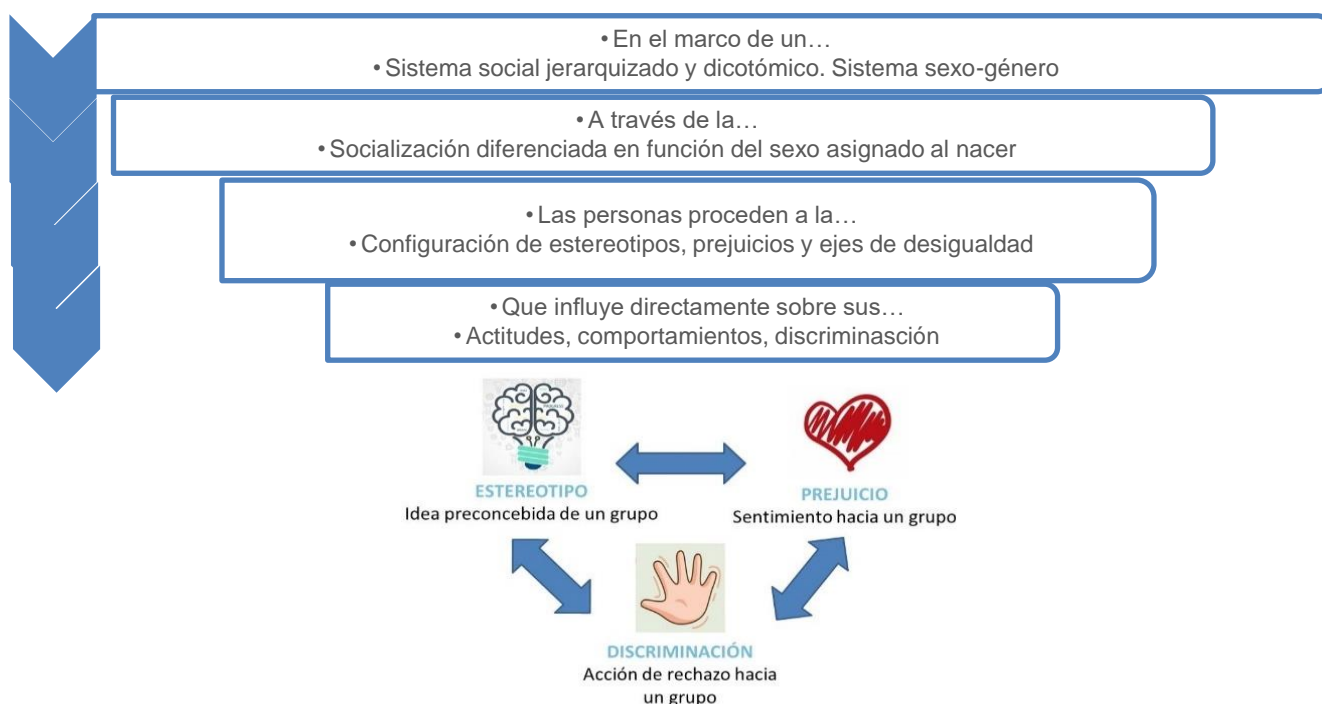 • En el marco de un…
• Sistema social jerarquizado y dicotómico. Sistema sexo-género
• A través de la…
• Socialización diferenciada en función del sexo asignado al nacer
• Las personas proceden a la…
• Configuración de estereotipos, prejuicios y ejes de desigualdad
• Que influye directamente sobre sus…
• Actitudes, comportamientos, discriminasción
ESTEREOTIPO
Idea preconcebida de un grupo
PREJUICIO
Sentimiento hacia un grupo
DISCRIMINACIÓN
Acción de rechazo hacia
un grupo